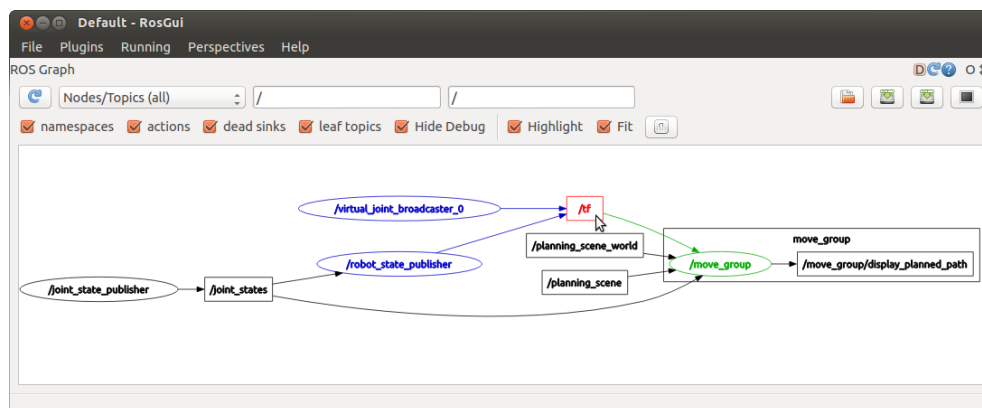 Default - RosGui
File Plugins Running Perspectives Help
ROS Graph D C ? O
Nodes/Topics (all) / /
namespaces actions dead sinks leaf topics Hide Debug Highlight Fit
/virtual_joint_broadcaster_0
/tf
/planning_scene_world
move_group
/robot_state_publisher
/move_group
/move_group/display_planned_path
/planning_scene
/joint_state_publisher
/joint_states